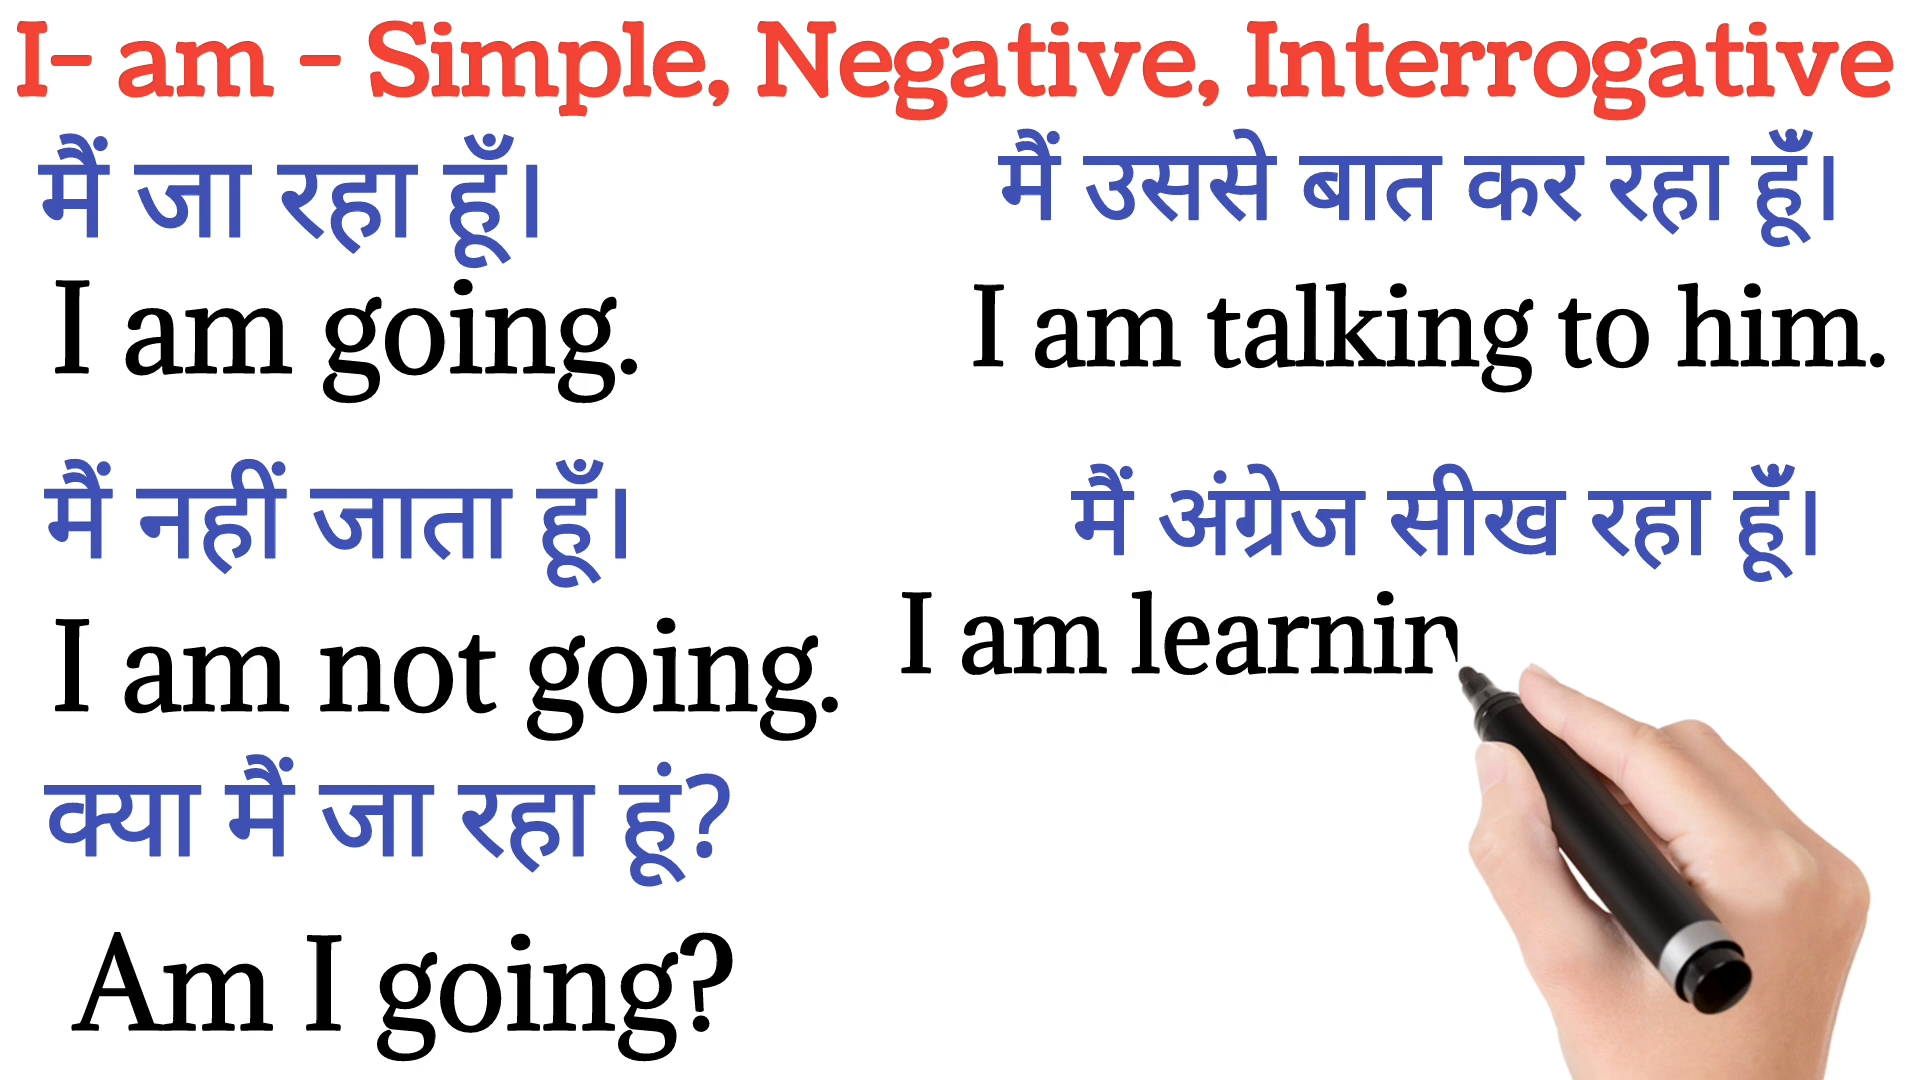 I- am - Simple, Negative, Interrogative
मैं जा रहा हूँ।
I am going.
मैं नहीं जाता हूँ।
I am not going.
क्या मैं जा रहा हूं?
Am I going?
मैं उससे बात कर रहा हूँ।
I am talking to him.
मैं अंग्रेज सीख रहा हूँ।
I am learnin